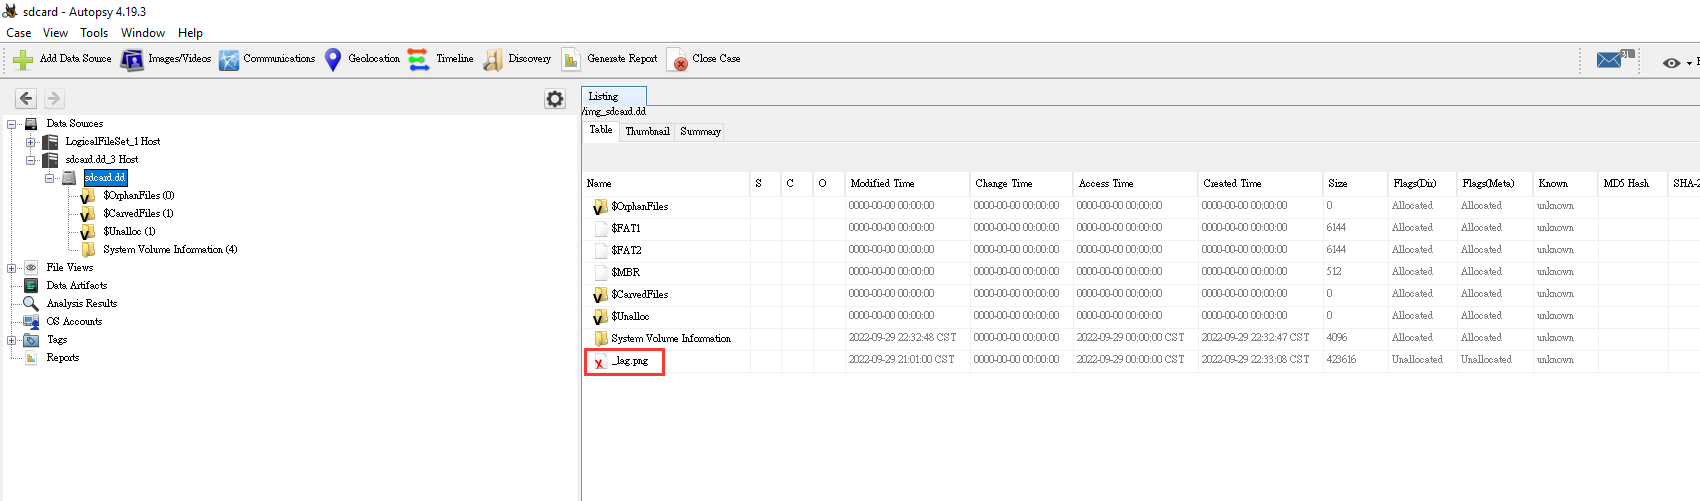 sdcard - Autopsy 4.19.3
Case View Tools Window Help
Add Data Source Images/Videos Communications Geolocation Timeline Discovery Generate Report Close Case 31
Listing
/img_sdcard.dd
Table Thumbnail Summary
Data Sources
LogicalFileSet_1 Host
sdcard.dd_3 Host
sdcard.dd
$OrphanFiles (0)
$CarvedFiles (1)
$Unalloc (1)
System Volume Information (4)
File Views
Data Artifacts
Analysis Results
OS Accounts
Tags
Reports
Name S C O Modified Time Change Time Access Time Created Time Size Flags(Dir) Flags(Meta) Known MD5 Hash SHA-2
$OrphanFiles 0000-00-00 00:00:00 0000-00-00 00:00:00 0000-00-00 00:00:00 0000-00-00 00:00:00 0 Allocated Allocated unknown
$FAT1 0000-00-00 00:00:00 0000-00-00 00:00:00 0000-00-00 00:00:00 0000-00-00 00:00:00 6144 Allocated Allocated unknown
$FAT2 0000-00-00 00:00:00 0000-00-00 00:00:00 0000-00-00 00:00:00 0000-00-00 00:00:00 6144 Allocated Allocated unknown
$MBR 0000-00-00 00:00:00 0000-00-00 00:00:00 0000-00-00 00:00:00 0000-00-00 00:00:00 512 Allocated Allocated unknown
$CarvedFiles 0000-00-00 00:00:00 0000-00-00 00:00:00 0000-00-00 00:00:00 0000-00-00 00:00:00 0 Allocated Allocated unknown
$Unalloc 0000-00-00 00:00:00 0000-00-00 00:00:00 0000-00-00 00:00:00 0000-00-00 00:00:00 0 Allocated Allocated unknown
System Volume Information 2022-09-29 22:32:48 CST 0000-00-00 00:00:00 2022-09-29 00:00:00 CST 2022-09-29 22:32:47 CST 4096 Allocated Allocated unknown
_lag.png 2022-09-29 21:01:00 CST 0000-00-00 00:00:00 2022-09-29 00:00:00 CST 2022-09-29 22:33:08 CST 423616 Unallocated Unallocated unknown